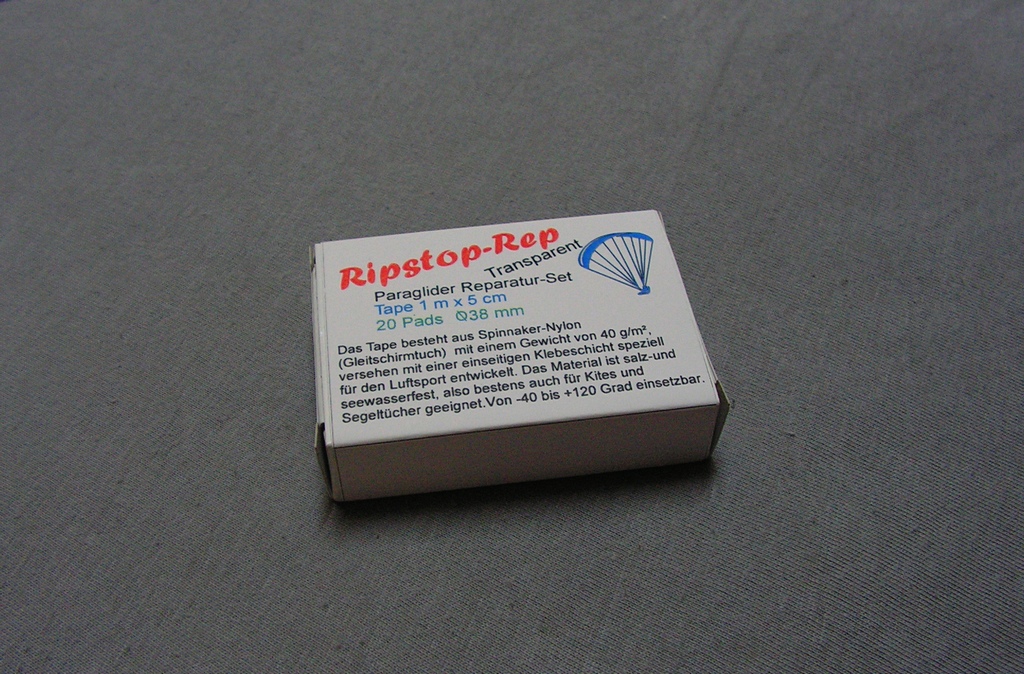 Ripstop-Rep
Transparent
Paraglider Reparatur-Set
Tape 1 m x 5 cm
20 Pads Ø38 mm
Das Tape besteht aus Spinnaker-Nylon
(Gleitschirmtuch) mit einem Gewicht von 40 g/m²,
versehen mit einer einseitigen Klebeschicht speziell
für den Luftsport entwickelt. Das Material ist salz-und
seewasserfest, also bestens auch für Kites und
Segeltücher geeignet.Von -40 bis +120 Grad einsetzbar.